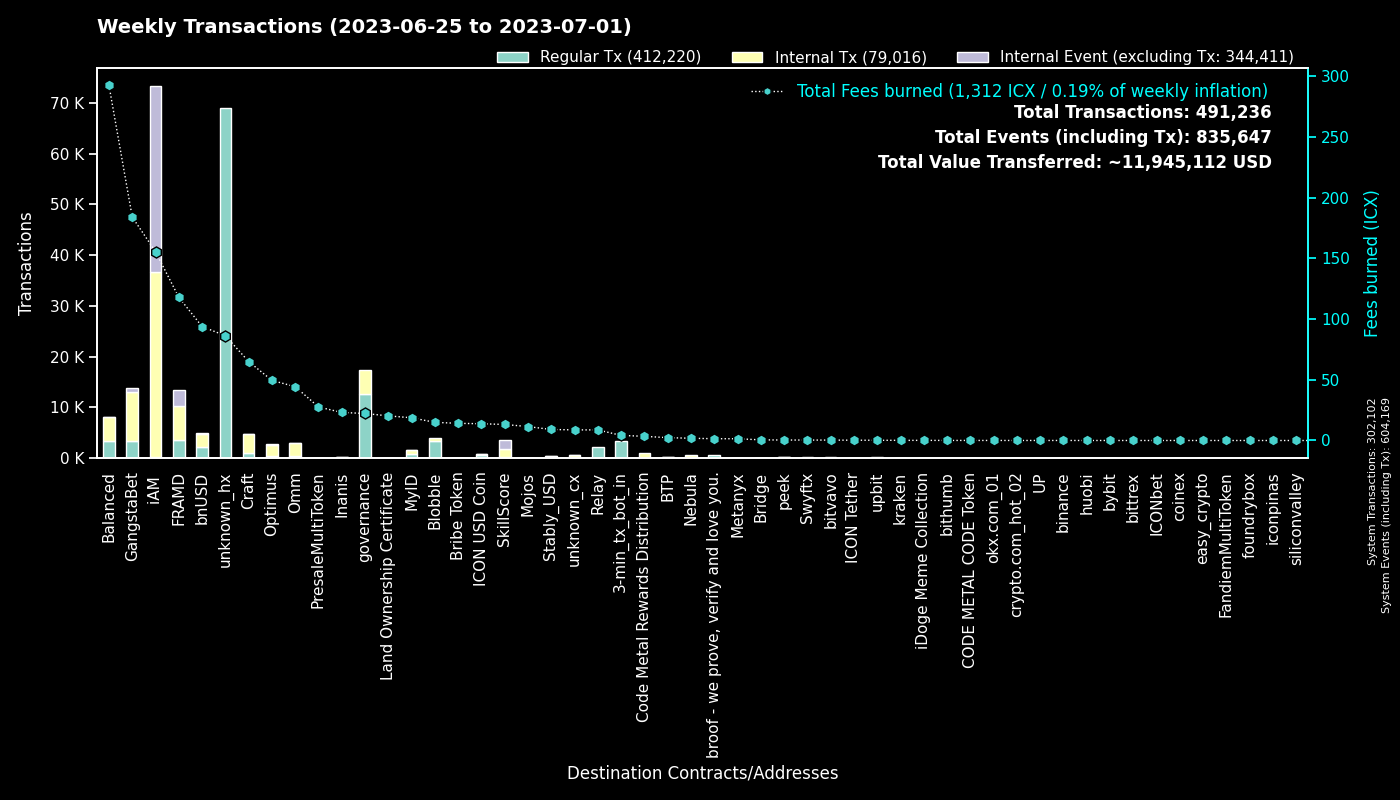 Weekly Transactions (2023-06-25 to 2023-07-01)
Regular Tx (412,220)
Internal Tx (79,016)
Internal Event (excluding Tx: 344,411)
Total Fees burned (1,312 ICX / 0.19% of weekly inflation)
Total Transactions: 491,236
Total Events (including Tx): 835,647
Total Value Transferred: ~11,945,112 USD
Transactions
70 K
60 K
50 K
40 K
30 K
20 K
10 K
0 K
300
250
200
150
100
50
0
Fees burned (ICX)
System Transactions: 302,102
System Events (including Tx): 604,169
Balanced
GangstaBet
iAM
FRAMD
bnUSD
unknown_hx
Craft
Optimus
Omm
PresaleMultiToken
Inanis
governance
Land Ownership Certificate
MyID
Blobble
Bribe Token
ICON USD Coin
SkillScore
Mojos
Stably_USD
unknown_cx
Relay
3-min_tx_bot_in
Code Metal Rewards Distribution
BTP
Nebula
broof - we prove, verify and love you.
Metanyx
Bridge
peek
Swyftx
bitvavo
ICON Tether
upbit
kraken
iDoge Meme Collection
bithumb
CODE METAL CODE Token
okx.com_01
crypto.com_hot_02
UP
binance
huobi
bybit
bittrex
ICONbet
coinex
easy_crypto
FandiemMultiToken
foundrybox
iconpinas
siliconvalley
Destination Contracts/Addresses